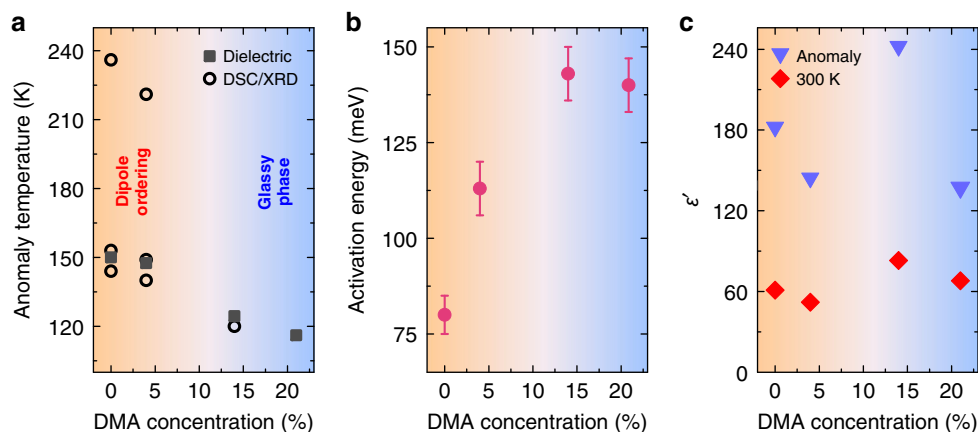 a
240
210
180
150
120
Anomaly temperature (K)
Dielectric
DSC/XRD
Dipole
ordering
Glassy
phase
0 5 10 15 20
DMA concentration (%)
b
150
125
100
75
Activation energy (meV)
0 5 10 15 20
DMA concentration (%)
c
240
180
120
60
0
ε′
Anomaly
300 K
0 5 10 15 20
DMA concentration (%)